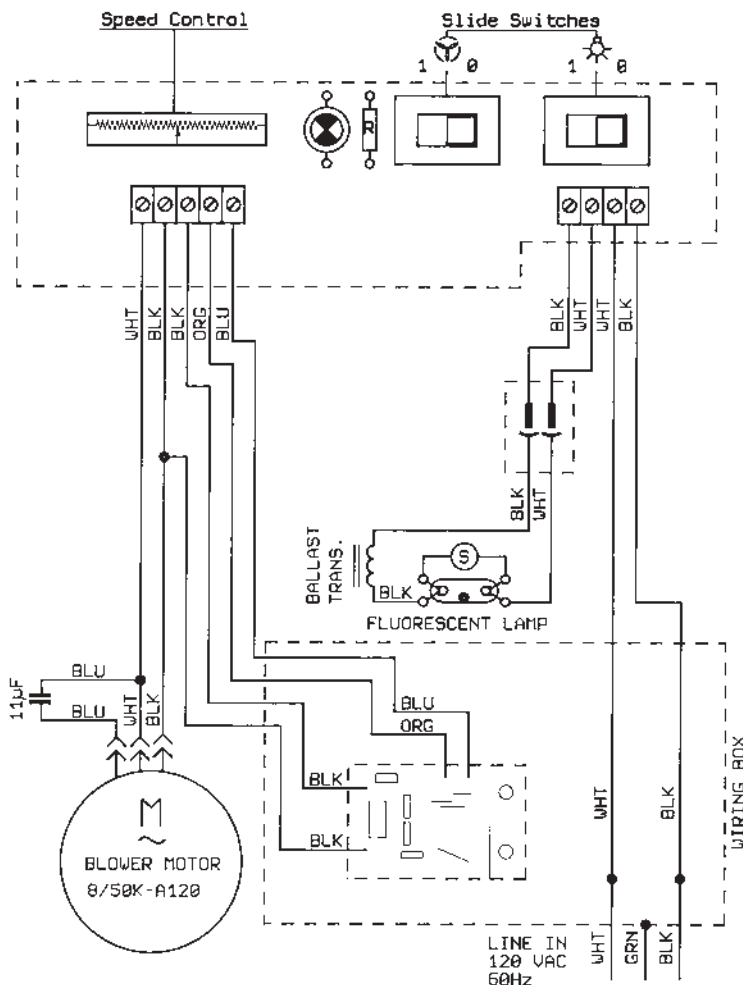 Speed Control
Slide Switches
1 0
1 0
R
WHT
BLK
BLK
ORG
BLU
BLK
WHT
WHT
BLK
BLK
WHT
BALLAST
TRANS.
S
BLK
FLUORESCENT LAMP
11µF
BLU
BLU
WHT
BLK
BLU
ORG
BLK
BLK
M
~
BLOWER MOTOR
8/50K-A120
WHT
BLK
WIRING BOX
LINE IN
120 VAC
60Hz
WHT
GRN
BLK